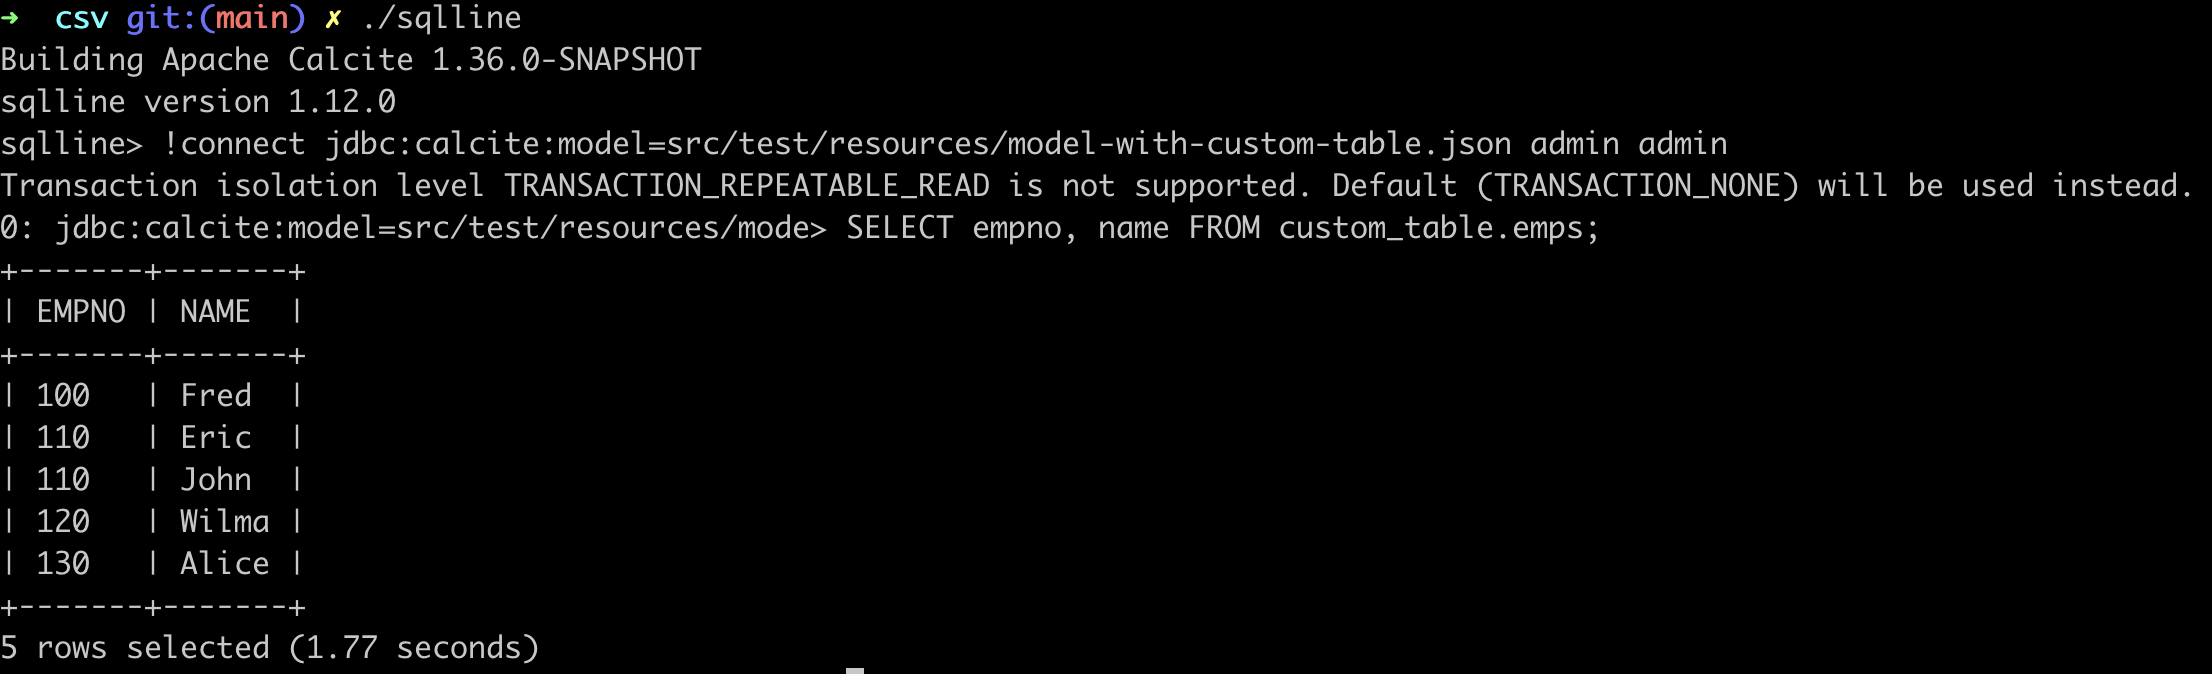 ➜  csv git:(main) ✗ ./sqlline
Building Apache Calcite 1.36.0-SNAPSHOT
sqlline version 1.12.0
sqlline> !connect jdbc:calcite:model=src/test/resources/model-with-custom-table.json admin admin
Transaction isolation level TRANSACTION_REPEATABLE_READ is not supported. Default (TRANSACTION_NONE) will be used instead.
0: jdbc:calcite:model=src/test/resources/mode> SELECT empno, name FROM custom_table.emps;
+-------+-------+
| EMPNO | NAME  |
+-------+-------+
| 100   | Fred  |
| 110   | Eric  |
| 110   | John  |
| 120   | Wilma |
| 130   | Alice |
+-------+-------+
5 rows selected (1.77 seconds)